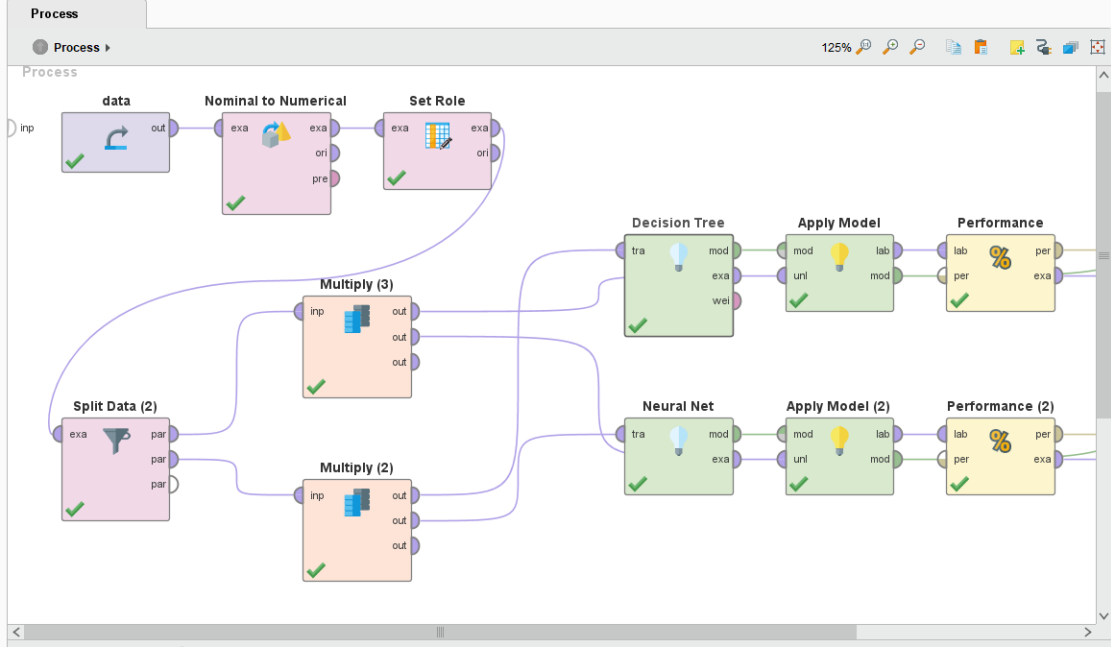 Process
Process
125%
Process
inp
data
out
Nominal to Numerical
exa
exa
ori
pre
Set Role
exa
exa
ori
Decision Tree
tra
mod
exa
wei
Apply Model
mod
lab
unl
mod
Performance
lab
per
per
exa
Multiply (3)
inp
out
out
out
Split Data (2)
exa
par
par
par
Multiply (2)
inp
out
out
out
Neural Net
tra
mod
exa
Apply Model (2)
mod
lab
unl
mod
Performance (2)
lab
per
per
exa